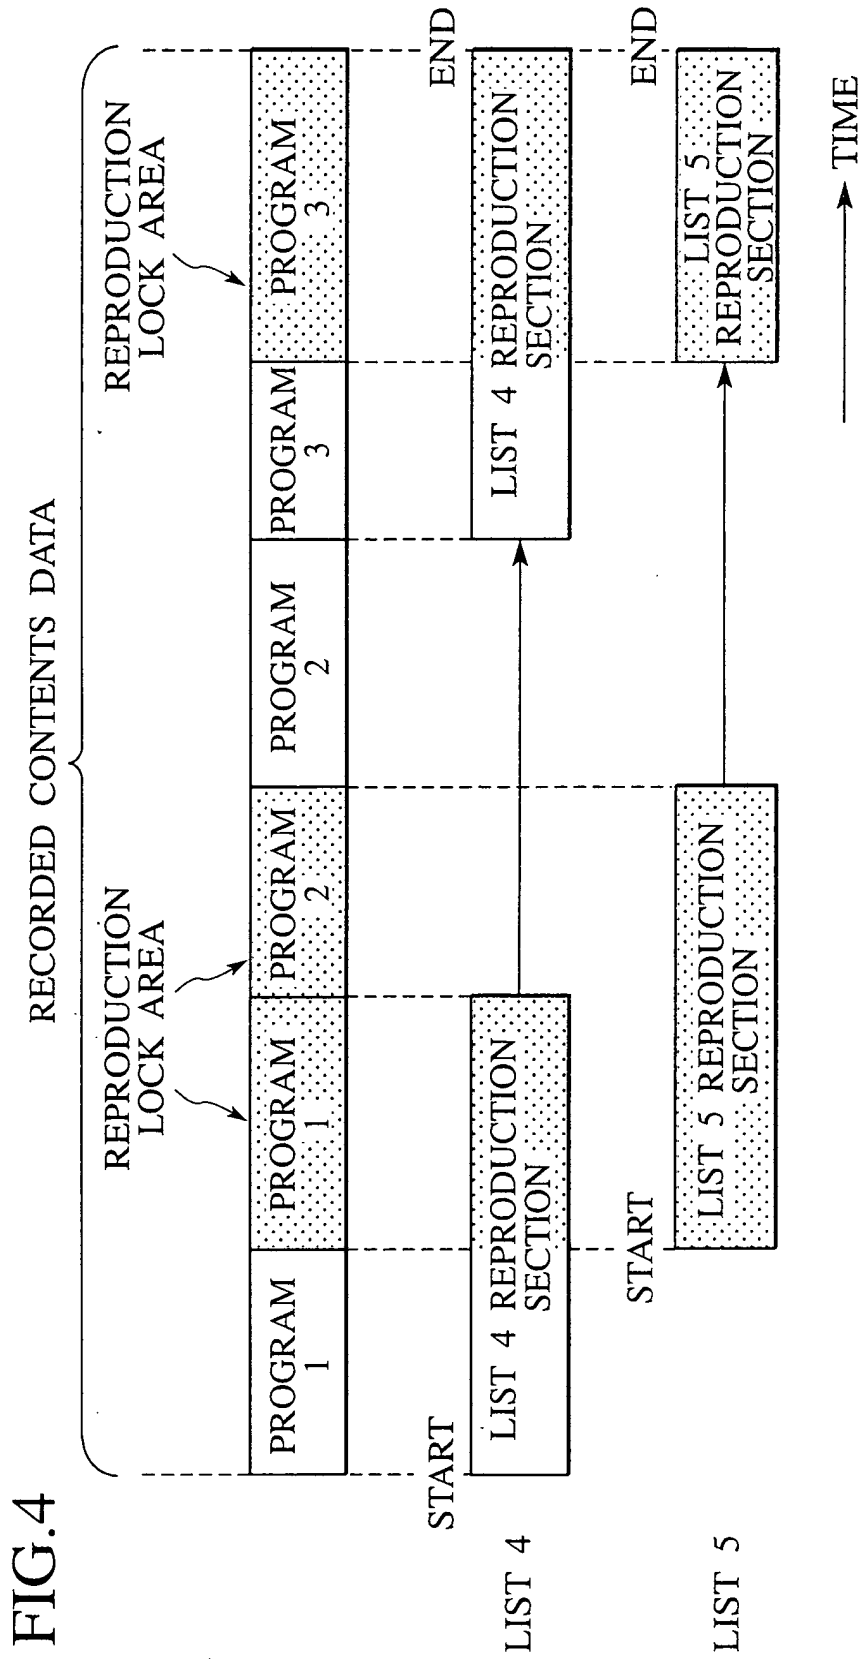 FIG.4
RECORDED CONTENTS DATA
REPRODUCTION
LOCK AREA
REPRODUCTION
LOCK AREA
PROGRAM
1
PROGRAM
1
PROGRAM
2
PROGRAM
2
PROGRAM
3
PROGRAM
3
START
END
LIST 4
LIST 4 REPRODUCTION
SECTION
LIST 4 REPRODUCTION
SECTION
START
END
LIST 5
LIST 5 REPRODUCTION
SECTION
LIST 5
REPRODUCTION
SECTION
TIME